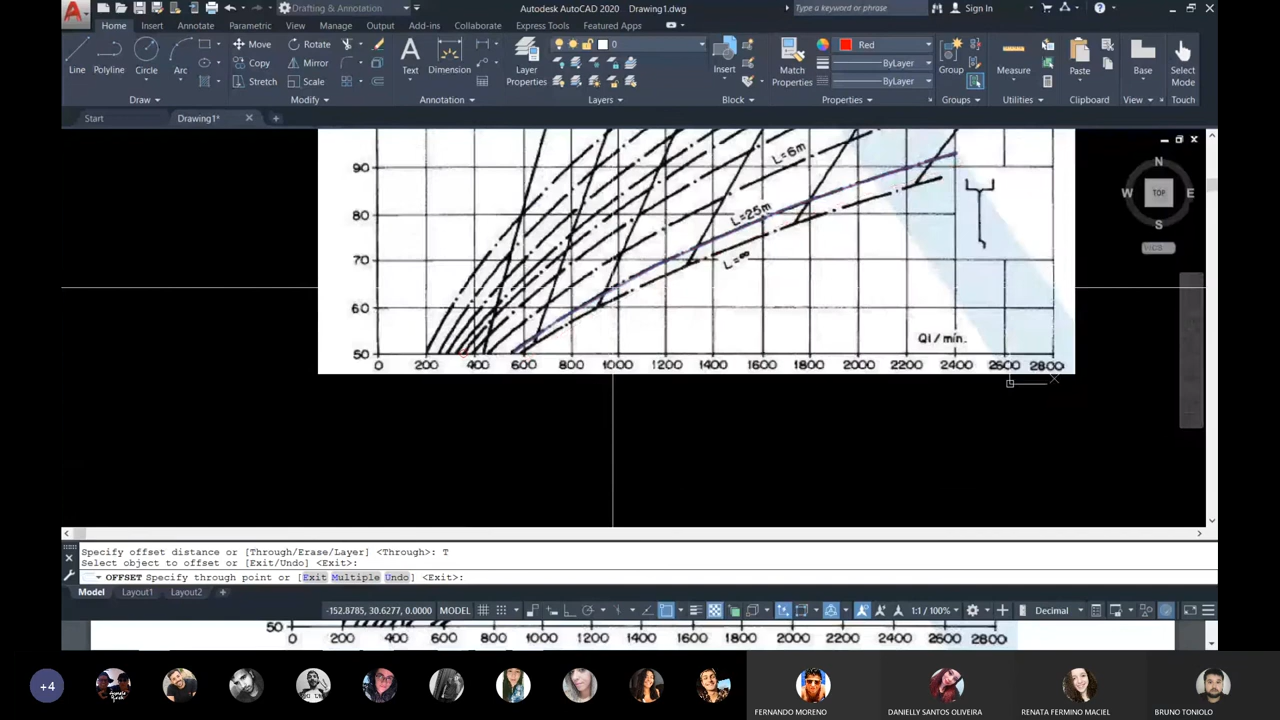 Drafting & Annotation
Autodesk AutoCAD 2020 Drawing1.dwg
Type a keyword or phrase
Sign In
Home Insert Annotate Parametric View Manage Output Add-ins Collaborate Express Tools Featured Apps
Line Polyline Circle Arc
Move Rotate
Copy Mirror
Stretch Scale
Text Dimension
Layer Properties
0
Insert
Match Properties
Red
ByLayer
ByLayer
Group
Measure
Paste
Base
Select Mode
Draw Modify Annotation Layers Block Properties Groups Utilities Clipboard View Touch
Start Drawing1*
90
80
70
60
50
L=6m
L=25m
L=∞
Ql/min.
0 200 400 600 800 1000 1200 1400 1600 1800 2000 2200 2400 2600 2800
N
W TOP E
S
WCS
Specify offset distance or [Through/Erase/Layer] <Through>: T
Select object to offset or [Exit/Undo] <Exit>:
OFFSET Specify through point or [Exit Multiple Undo] <Exit>:
Model Layout1 Layout2
-152.8785, 30.6277, 0.0000 MODEL 1:1 / 100% Decimal
50
0 200 400 600 800 1000 1200 1400 1600 1800 2000 2200 2400 2600 2800
+4
FERNANDO MORENO DANIELLY SANTOS OLIVEIRA RENATA FERMINO MACIEL BRUNO TONIOLO